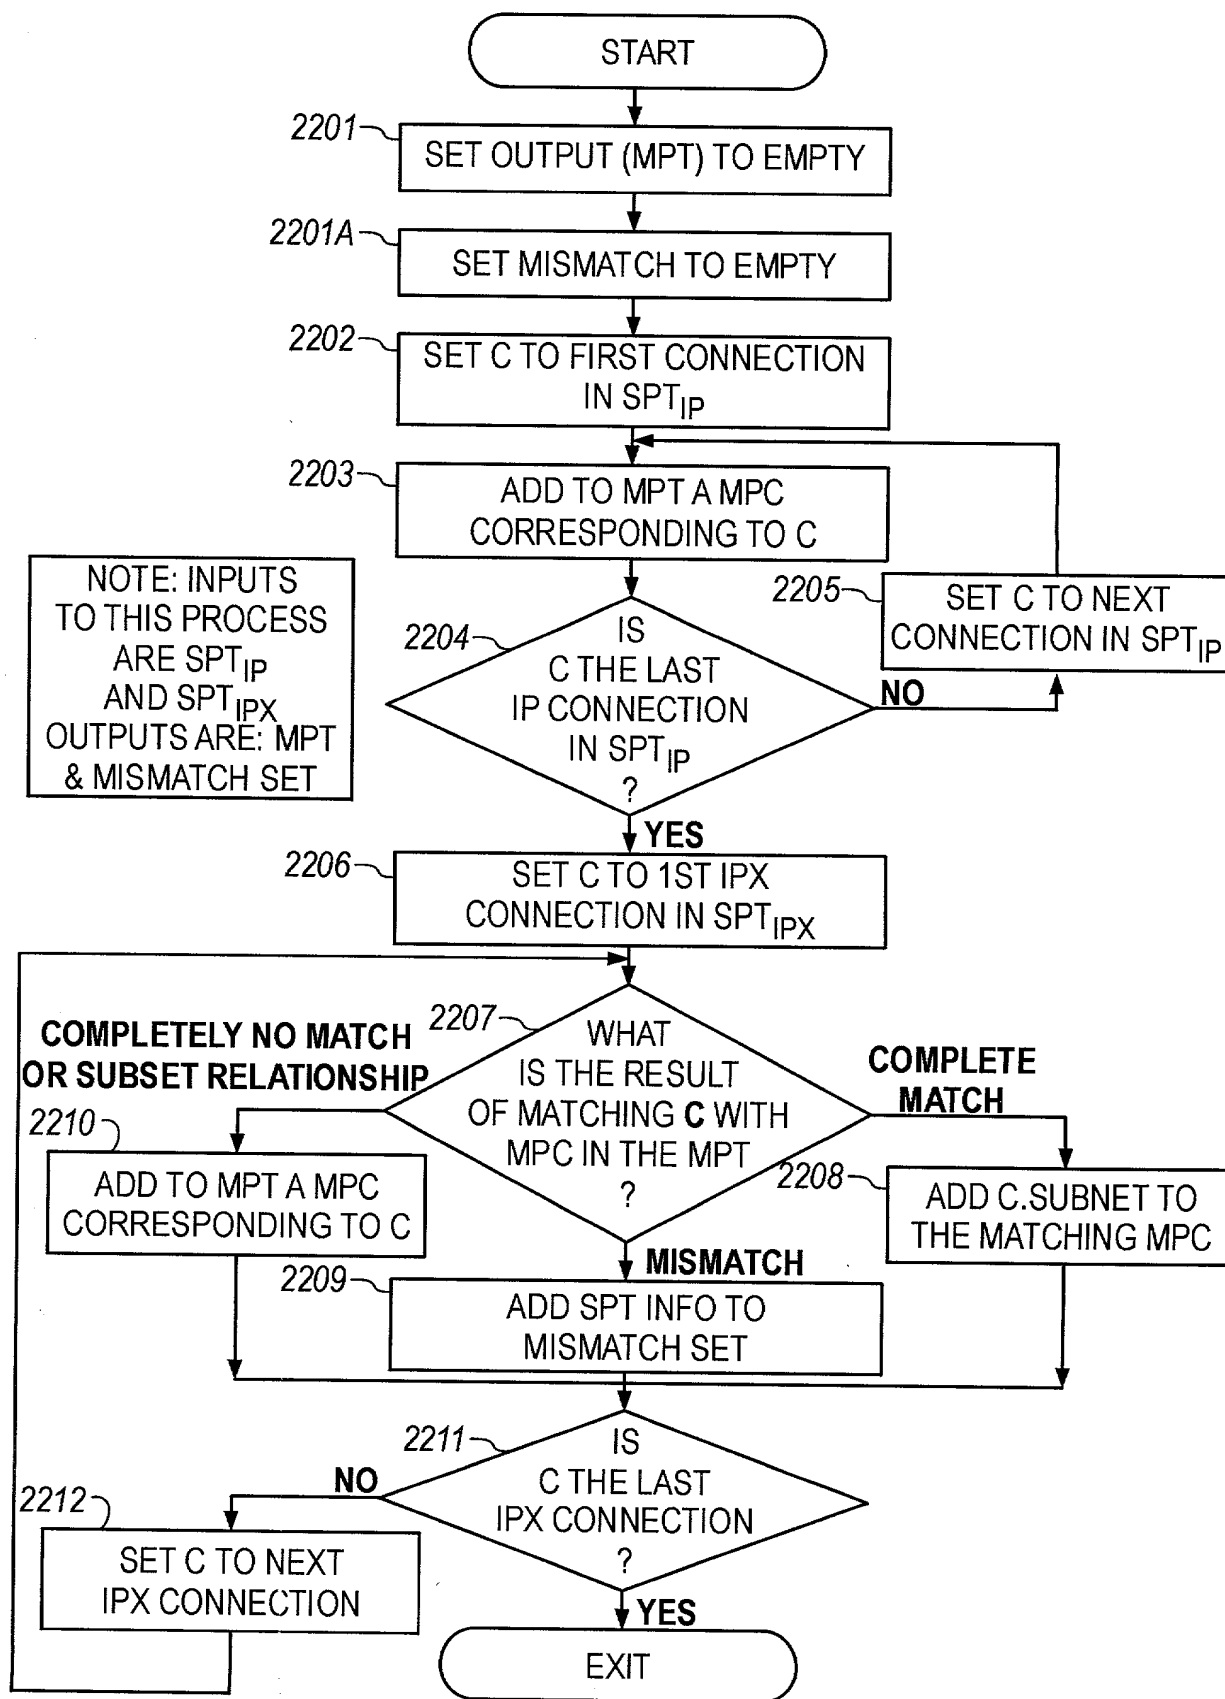 START
2201
SET OUTPUT (MPT) TO EMPTY
2201A
SET MISMATCH TO EMPTY
2202
SET C TO FIRST CONNECTION
IN SPTIP
2203
ADD TO MPT A MPC
CORRESPONDING TO C
NOTE: INPUTS
TO THIS PROCESS
ARE SPTIP
AND SPTIPX
OUTPUTS ARE: MPT
& MISMATCH SET
2204
IS
C THE LAST
IP CONNECTION
IN SPTIP
?
NO
2205
SET C TO NEXT
CONNECTION IN SPTIP
YES
2206
SET C TO 1ST IPX
CONNECTION IN SPTIPX
2207
WHAT
IS THE RESULT
OF MATCHING C WITH
MPC IN THE MPT
?
COMPLETELY NO MATCH
OR SUBSET RELATIONSHIP
COMPLETE
MATCH
2210
ADD TO MPT A MPC
CORRESPONDING TO C
2208
ADD C.SUBNET TO
THE MATCHING MPC
MISMATCH
2209
ADD SPT INFO TO
MISMATCH SET
2211
IS
C THE LAST
IPX CONNECTION
?
NO
2212
SET C TO NEXT
IPX CONNECTION
YES
EXIT